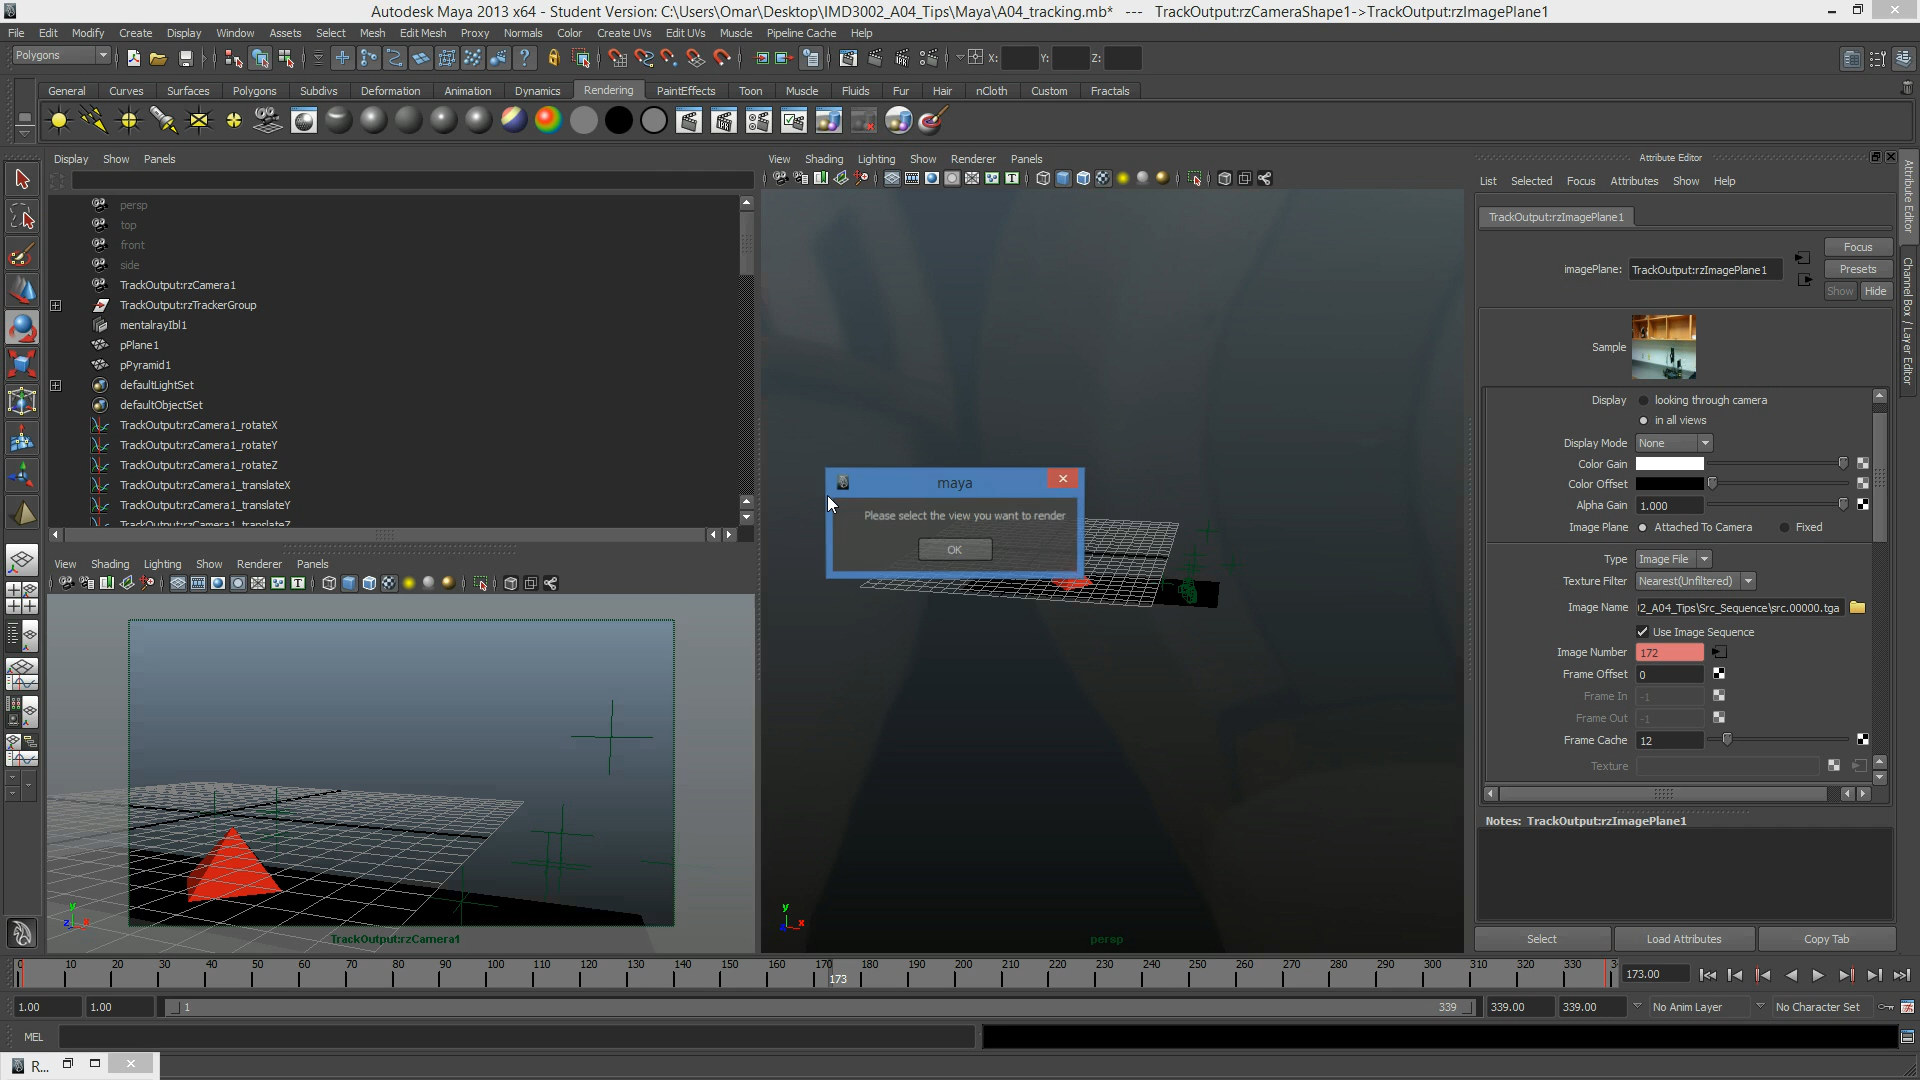 Autodesk Maya 2013 x64 - Student Version: C:\Users\Omar\Desktop\IMD3002_A04_Tips\Maya\A04_tracking.mb* --- TrackOutput:rzCameraShape1->TrackOutput:rzImagePlane1
File Edit Modify Create Display Window Assets Select Mesh Edit Mesh Proxy Normals Color Create UVs Edit UVs Muscle Pipeline Cache Help
Polygons X: Y: Z:
General Curves Surfaces Polygons Subdivs Deformation Animation Dynamics Rendering PaintEffects Toon Muscle Fluids Fur Hair nCloth Custom Fractals
Display Show Panels
persp
top
front
side
TrackOutput:rzCamera1
TrackOutput:rzTrackerGroup
mentalrayIbl1
pPlane1
pPyramid1
defaultLightSet
defaultObjectSet
TrackOutput:rzCamera1_rotateX
TrackOutput:rzCamera1_rotateY
TrackOutput:rzCamera1_rotateZ
TrackOutput:rzCamera1_translateX
TrackOutput:rzCamera1_translateY
TrackOutput:rzCamera1_translateZ
View Shading Lighting Show Renderer Panels
y
z x
TrackOutput:rzCamera1
View Shading Lighting Show Renderer Panels
maya
Please select the view you want to render
OK
y
x
persp
Attribute Editor
List Selected Focus Attributes Show Help
TrackOutput:rzImagePlane1
imagePlane: TrackOutput:rzImagePlane1
Focus
Presets
Show Hide
Sample
Display looking through camera
in all views
Display Mode None
Color Gain
Color Offset
Alpha Gain 1.000
Image Plane Attached To Camera Fixed
Type Image File
Texture Filter Nearest(Unfiltered)
Image Name 02_A04_Tips\Src_Sequence\src.00000.tga
Use Image Sequence
Image Number 172
Frame Offset 0
Frame In -1
Frame Out -1
Frame Cache 12
Texture
Notes: TrackOutput:rzImagePlane1
Select Load Attributes Copy Tab
Attribute Editor
Channel Box / Layer Editor
0 10 20 30 40 50 60 70 80 90 100 110 120 130 140 150 160 170 180 190 200 210 220 230 240 250 260 270 280 290 300 310 320 330 3
173
173.00
1.00 1.00 1 339 339.00 339.00 No Anim Layer No Character Set
MEL
R...